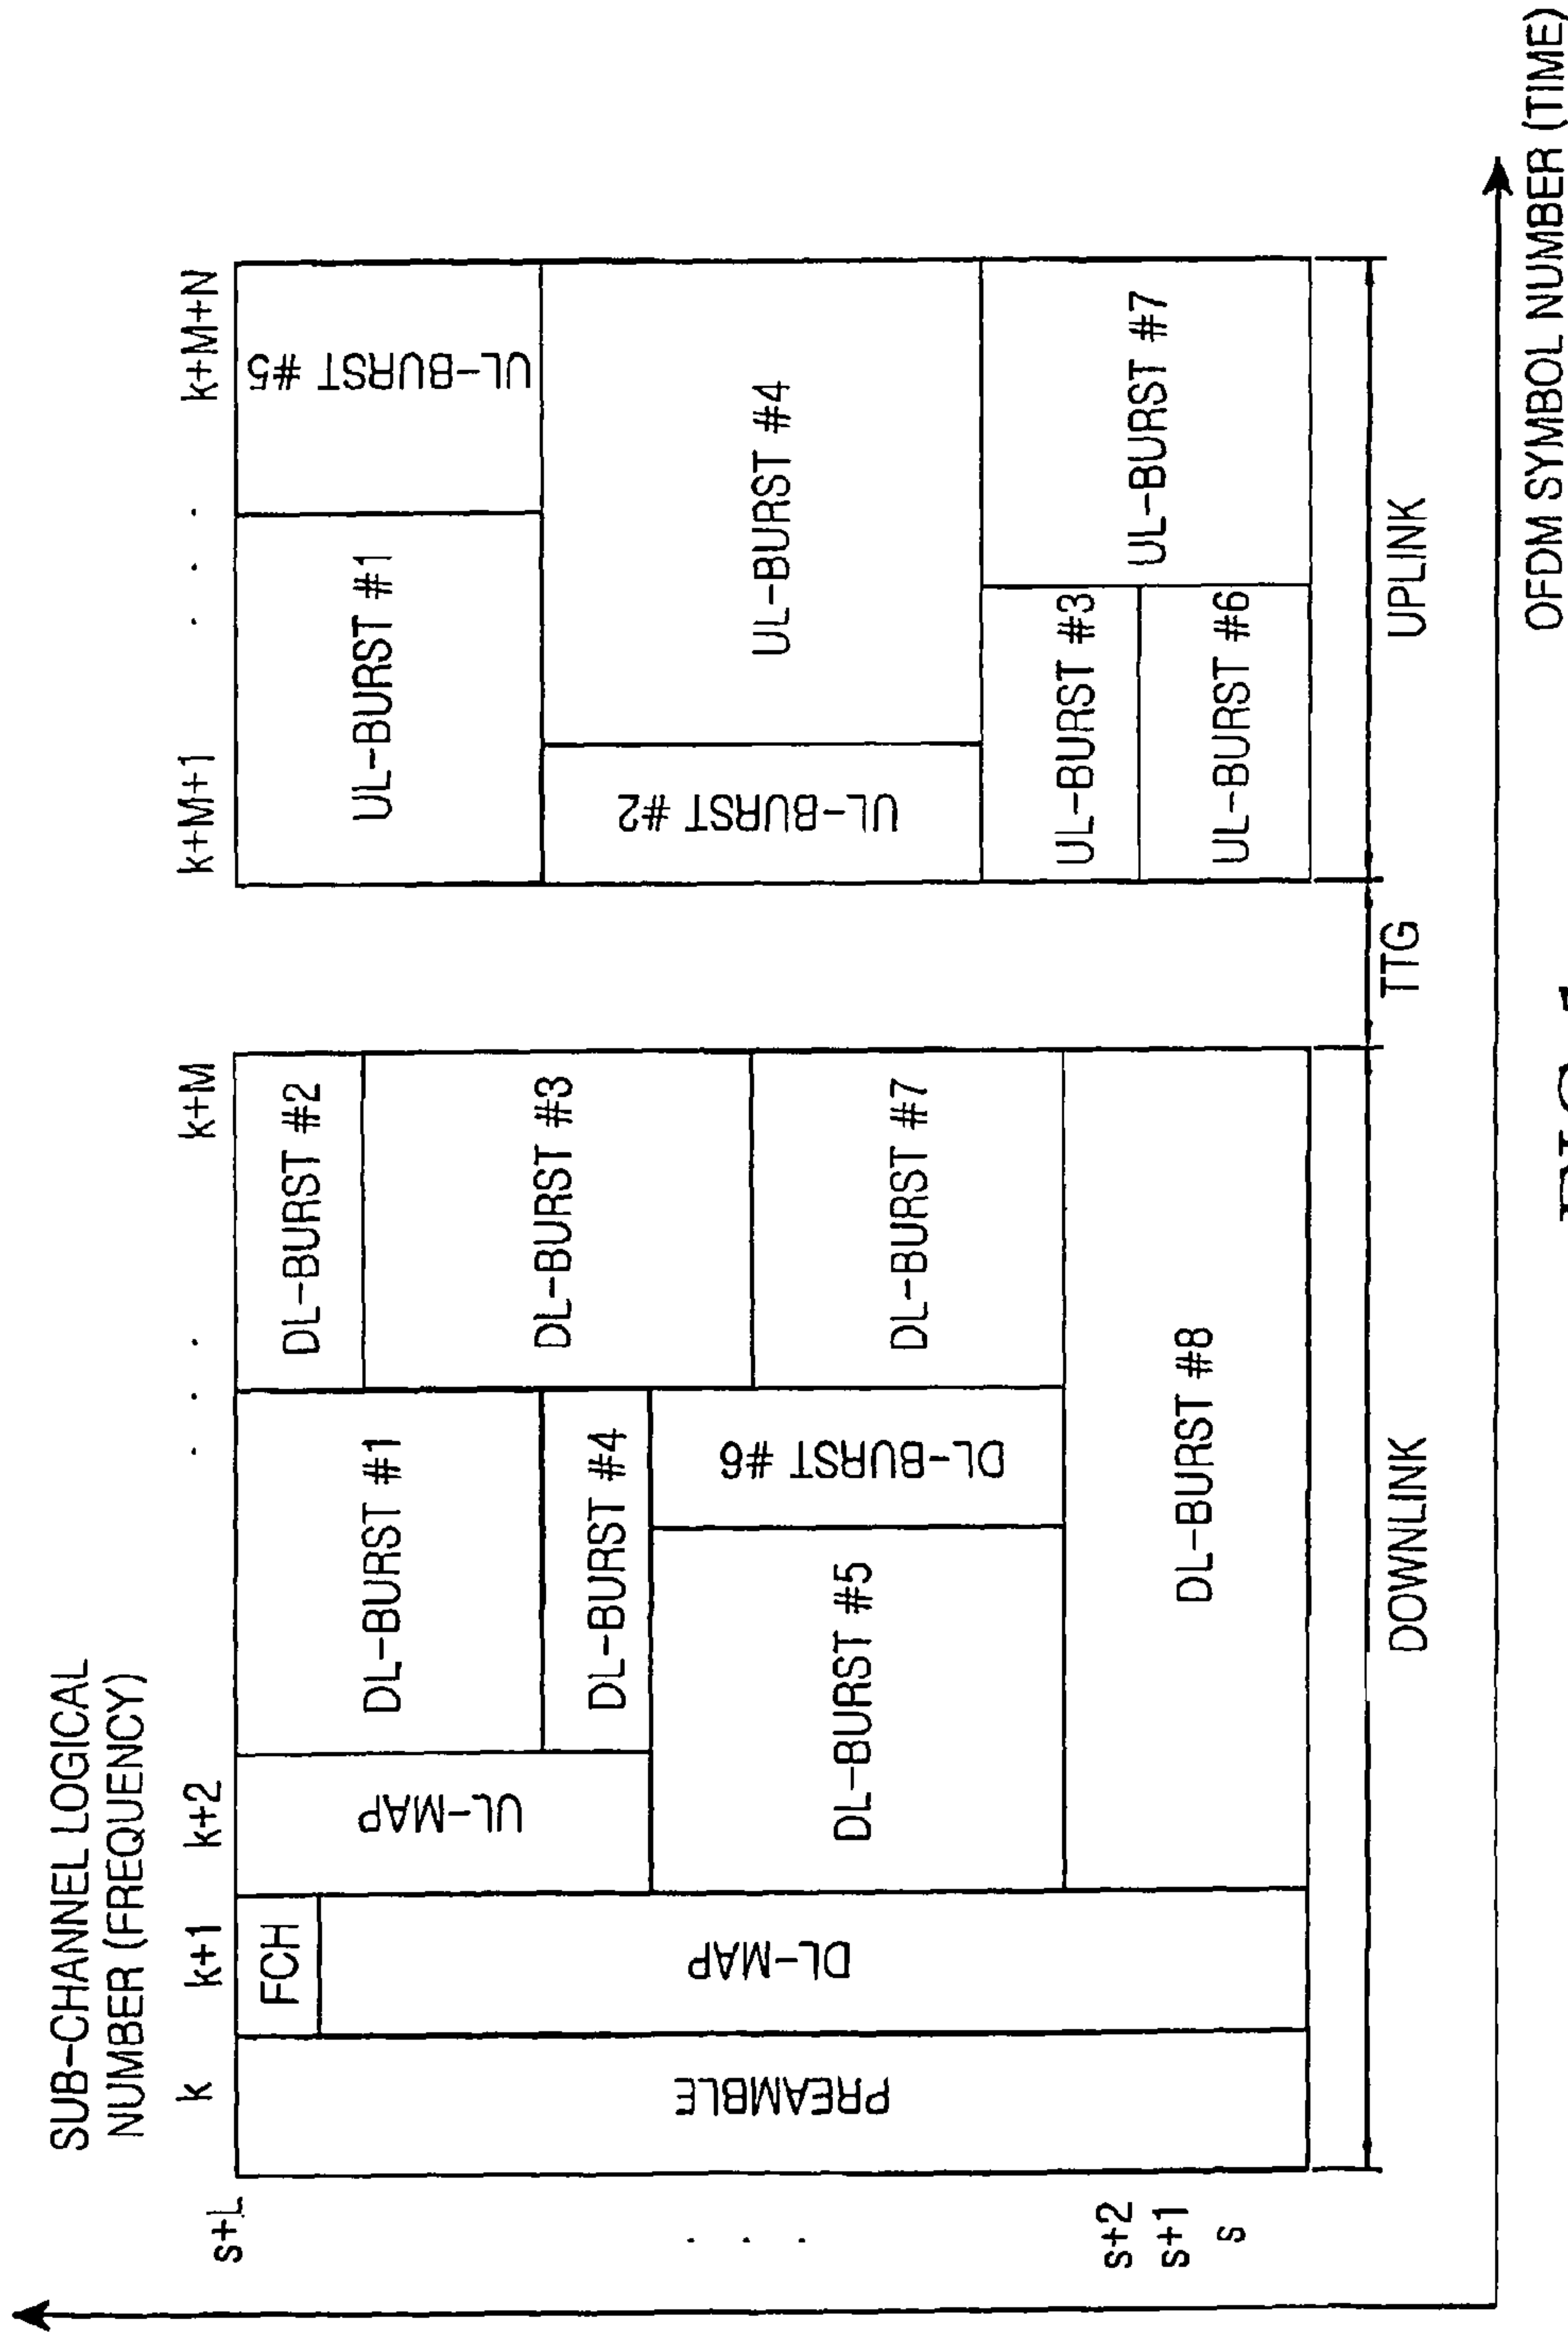 SUB-CHANNEL LOGICAL
NUMBER (FREQUENCY)
k
k+1
k+2
. .
k+M
k+M+1
. . .
k+M+N
s+L
. . .
s+2
s+1
s
PREAMBLE
FCH
DL-MAP
UL-MAP
DL-BURST #1
DL-BURST #2
DL-BURST #3
DL-BURST #4
DL-BURST #5
DL-BURST #6
DL-BURST #7
DL-BURST #8
UL-BURST #1
UL-BURST #5
UL-BURST #2
UL-BURST #4
UL-BURST #3
UL-BURST #6
UL-BURST #7
DOWNLINK
TTG
UPLINK
OFDM SYMBOL NUMBER (TIME)